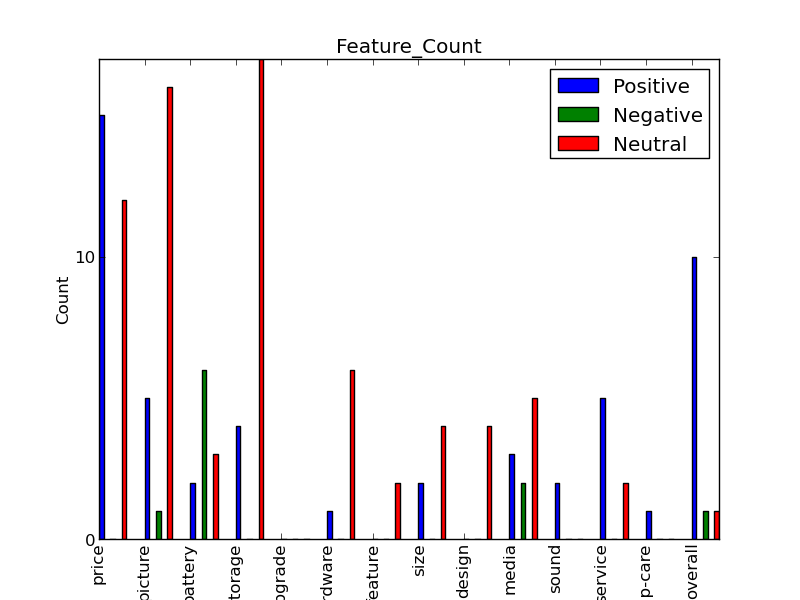 Feature_Count
Positive
Negative
Neutral
10
0
Count
price
picture
battery
torage
pgrade
rdware
feature
size
design
media
sound
service
p-care
overall